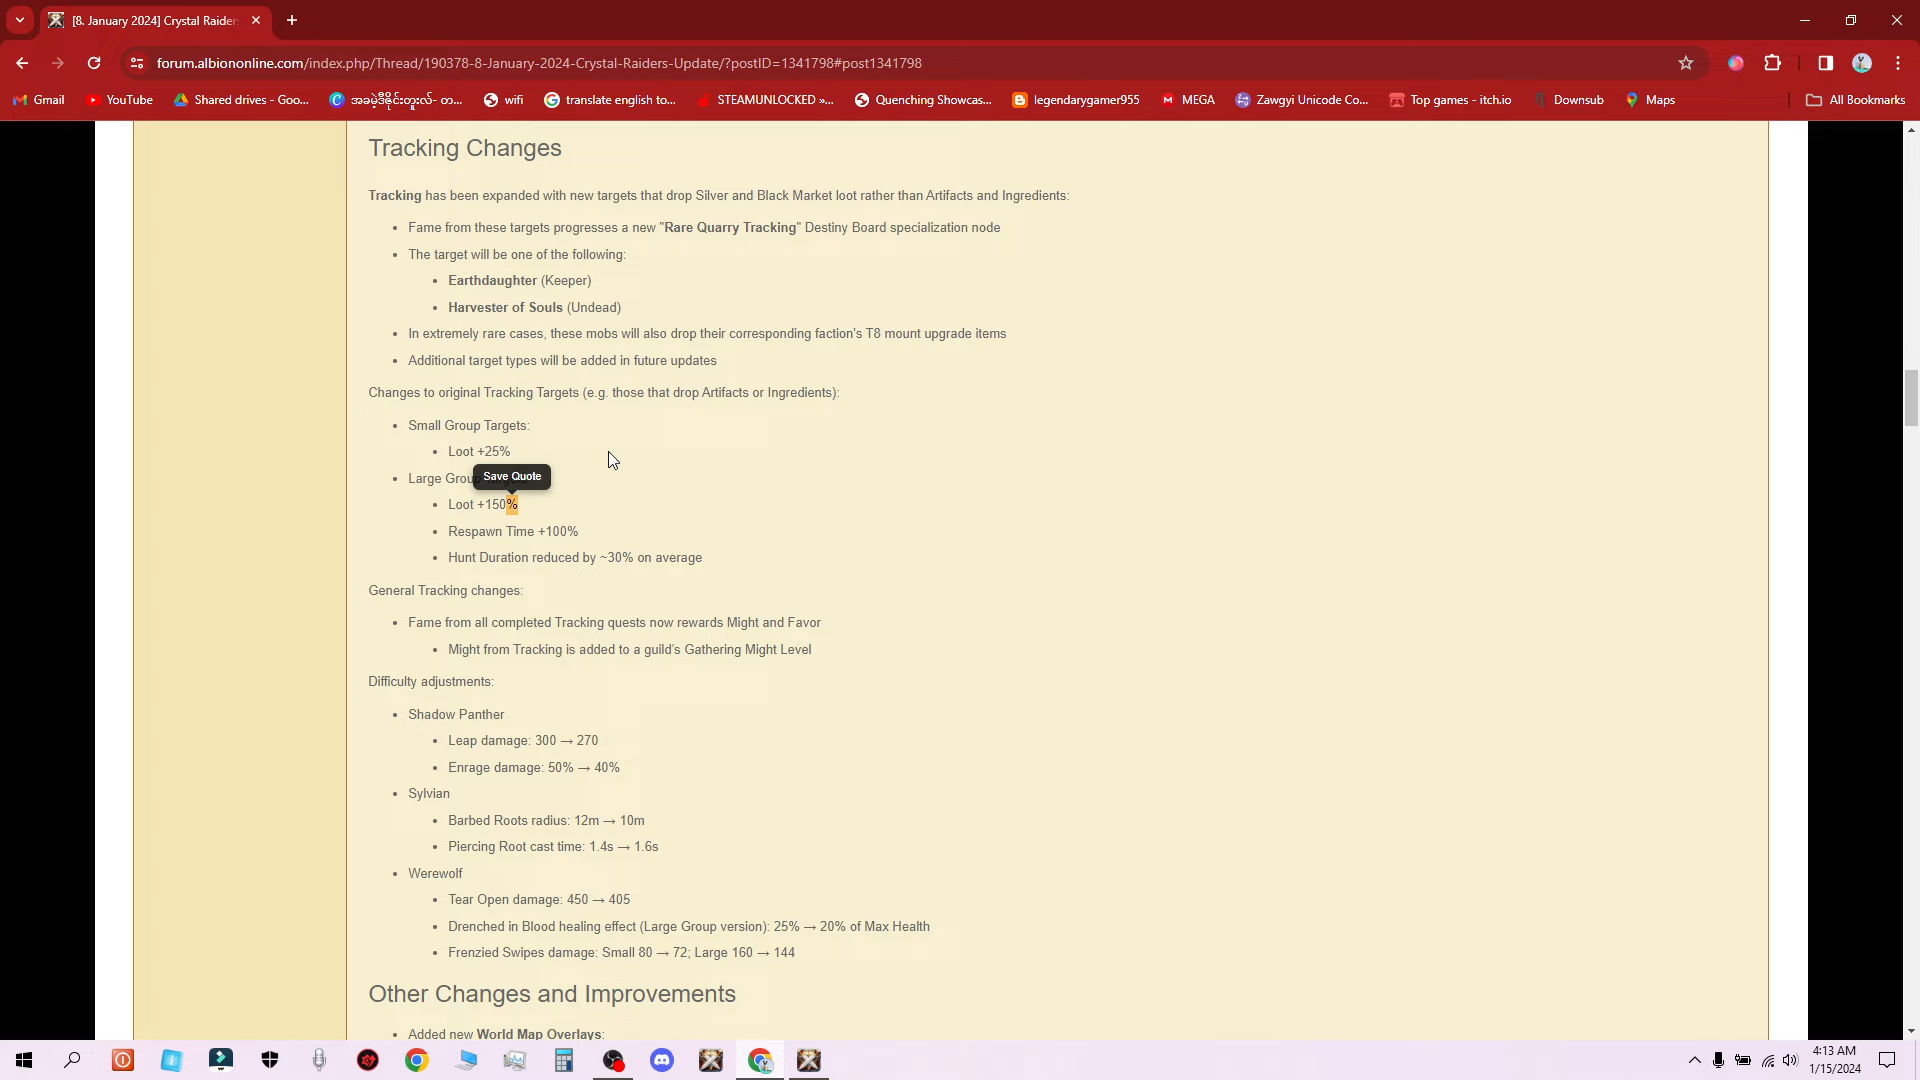 [8. January 2024] Crystal Raider
forum.albiononline.com/index.php/Thread/190378-8-January-2024-Crystal-Raiders-Update/?postID=1341798#post1341798
Gmail YouTube Shared drives - Goo... wifi translate english to... STEAMUNLOCKED »... Quenching Showcas... legendarygamer955 MEGA Zawgyi Unicode Co... Top games - itch.io Downsub Maps All Bookmarks
Tracking Changes
Tracking has been expanded with new targets that drop Silver and Black Market loot rather than Artifacts and Ingredients:
• Fame from these targets progresses a new "Rare Quarry Tracking" Destiny Board specialization node
• The target will be one of the following:
• Earthdaughter (Keeper)
• Harvester of Souls (Undead)
• In extremely rare cases, these mobs will also drop their corresponding faction's T8 mount upgrade items
• Additional target types will be added in future updates
Changes to original Tracking Targets (e.g. those that drop Artifacts or Ingredients):
• Small Group Targets:
• Loot +25%
Save Quote
• Large Grou
• Loot +150%
• Respawn Time +100%
• Hunt Duration reduced by ~30% on average
General Tracking changes:
• Fame from all completed Tracking quests now rewards Might and Favor
• Might from Tracking is added to a guild's Gathering Might Level
Difficulty adjustments:
• Shadow Panther
• Leap damage: 300 → 270
• Enrage damage: 50% → 40%
• Sylvian
• Barbed Roots radius: 12m → 10m
• Piercing Root cast time: 1.4s → 1.6s
• Werewolf
• Tear Open damage: 450 → 405
• Drenched in Blood healing effect (Large Group version): 25% → 20% of Max Health
• Frenzied Swipes damage: Small 80 → 72; Large 160 → 144
Other Changes and Improvements
• Added new World Map Overlays:
4:13 AM
1/15/2024